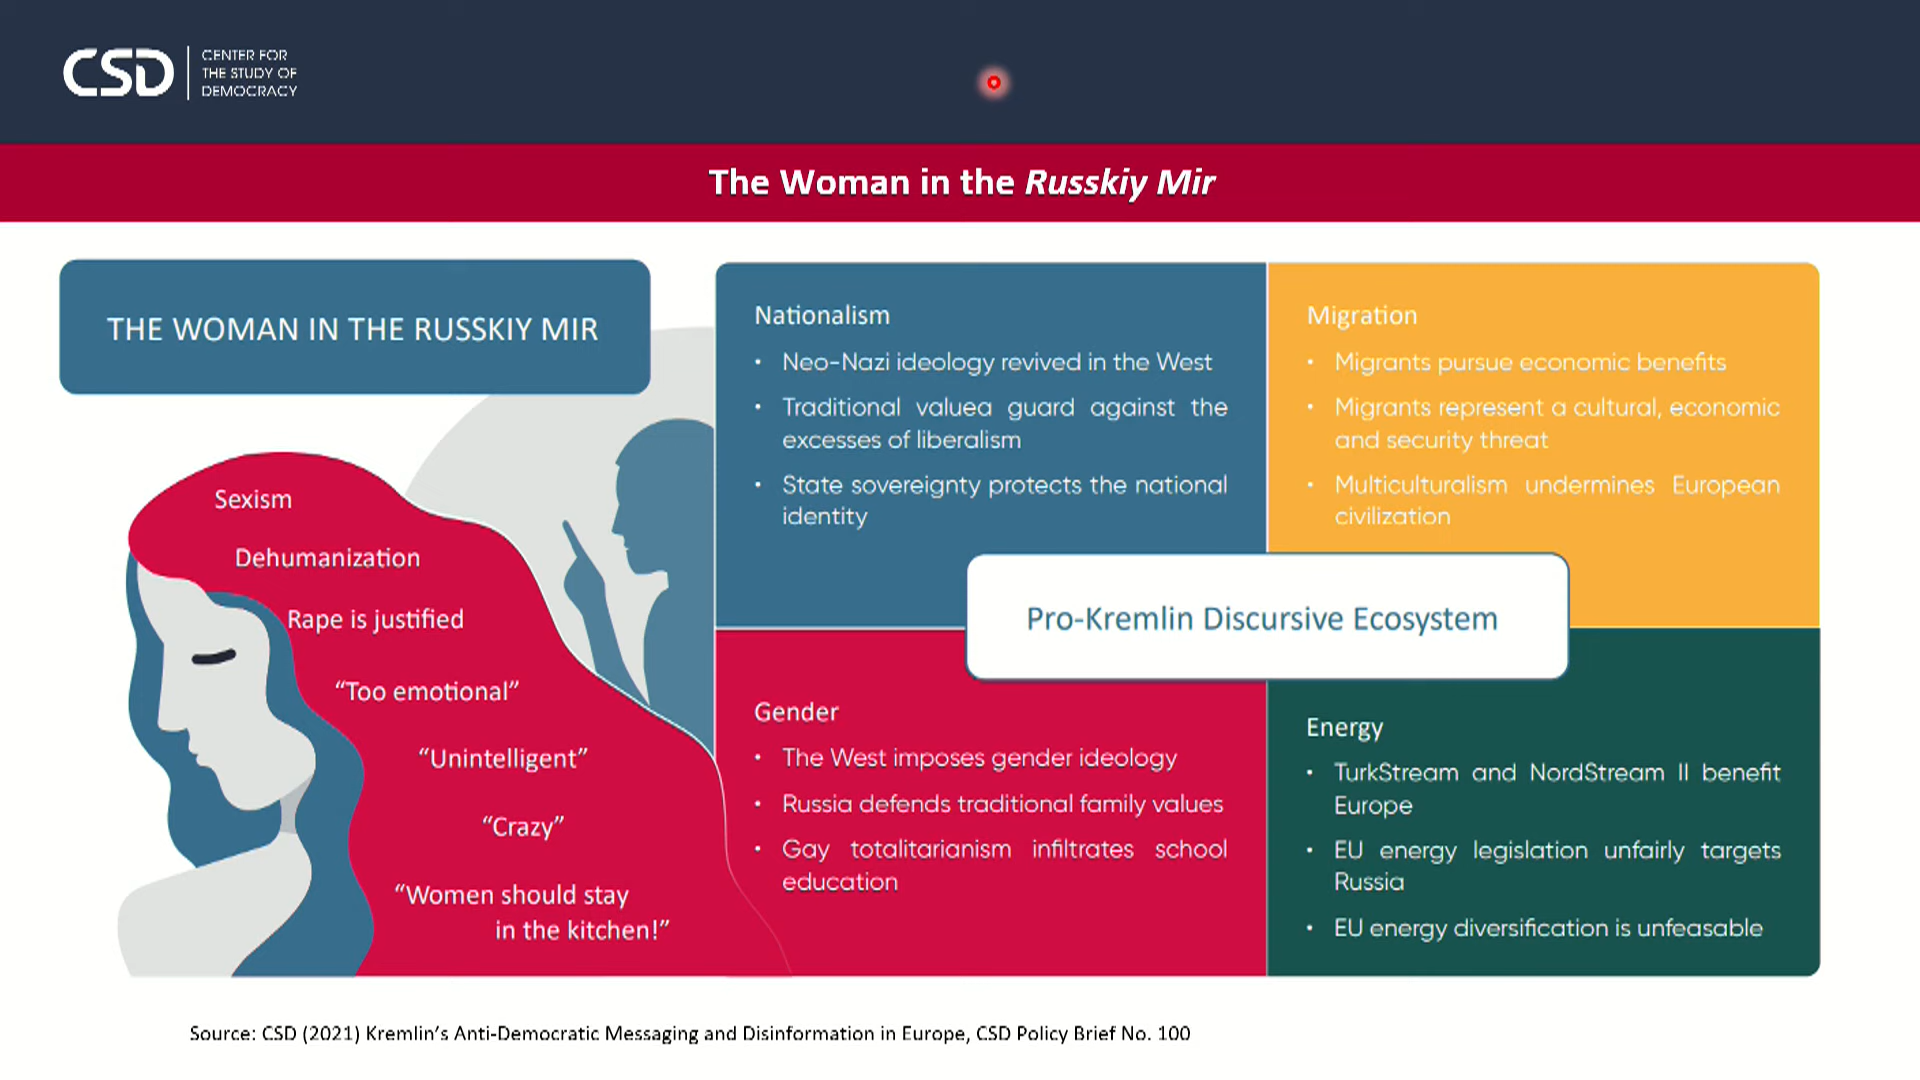 CSD
CENTER FOR
THE STUDY OF
DEMOCRACY
The Woman in the Russkiy Mir
THE WOMAN IN THE RUSSKIY MIR
Sexism
Dehumanization
Rape is justified
“Too emotional”
“Unintelligent”
“Crazy”
“Women should stay
in the kitchen!”
Nationalism
• Neo-Nazi ideology revived in the West
• Traditional valuea guard against the
excesses of liberalism
• State sovereignty protects the national
identity
Migration
• Migrants pursue economic benefits
• Migrants represent a cultural, economic
and security threat
• Multiculturalism undermines European
civilization
Pro-Kremlin Discursive Ecosystem
Gender
• The West imposes gender ideology
• Russia defends traditional family values
• Gay totalitarianism infiltrates school
education
Energy
• TurkStream and NordStream II benefit
Europe
• EU energy legislation unfairly targets
Russia
• EU energy diversification is unfeasable
Source: CSD (2021) Kremlin’s Anti-Democratic Messaging and Disinformation in Europe, CSD Policy Brief No. 100